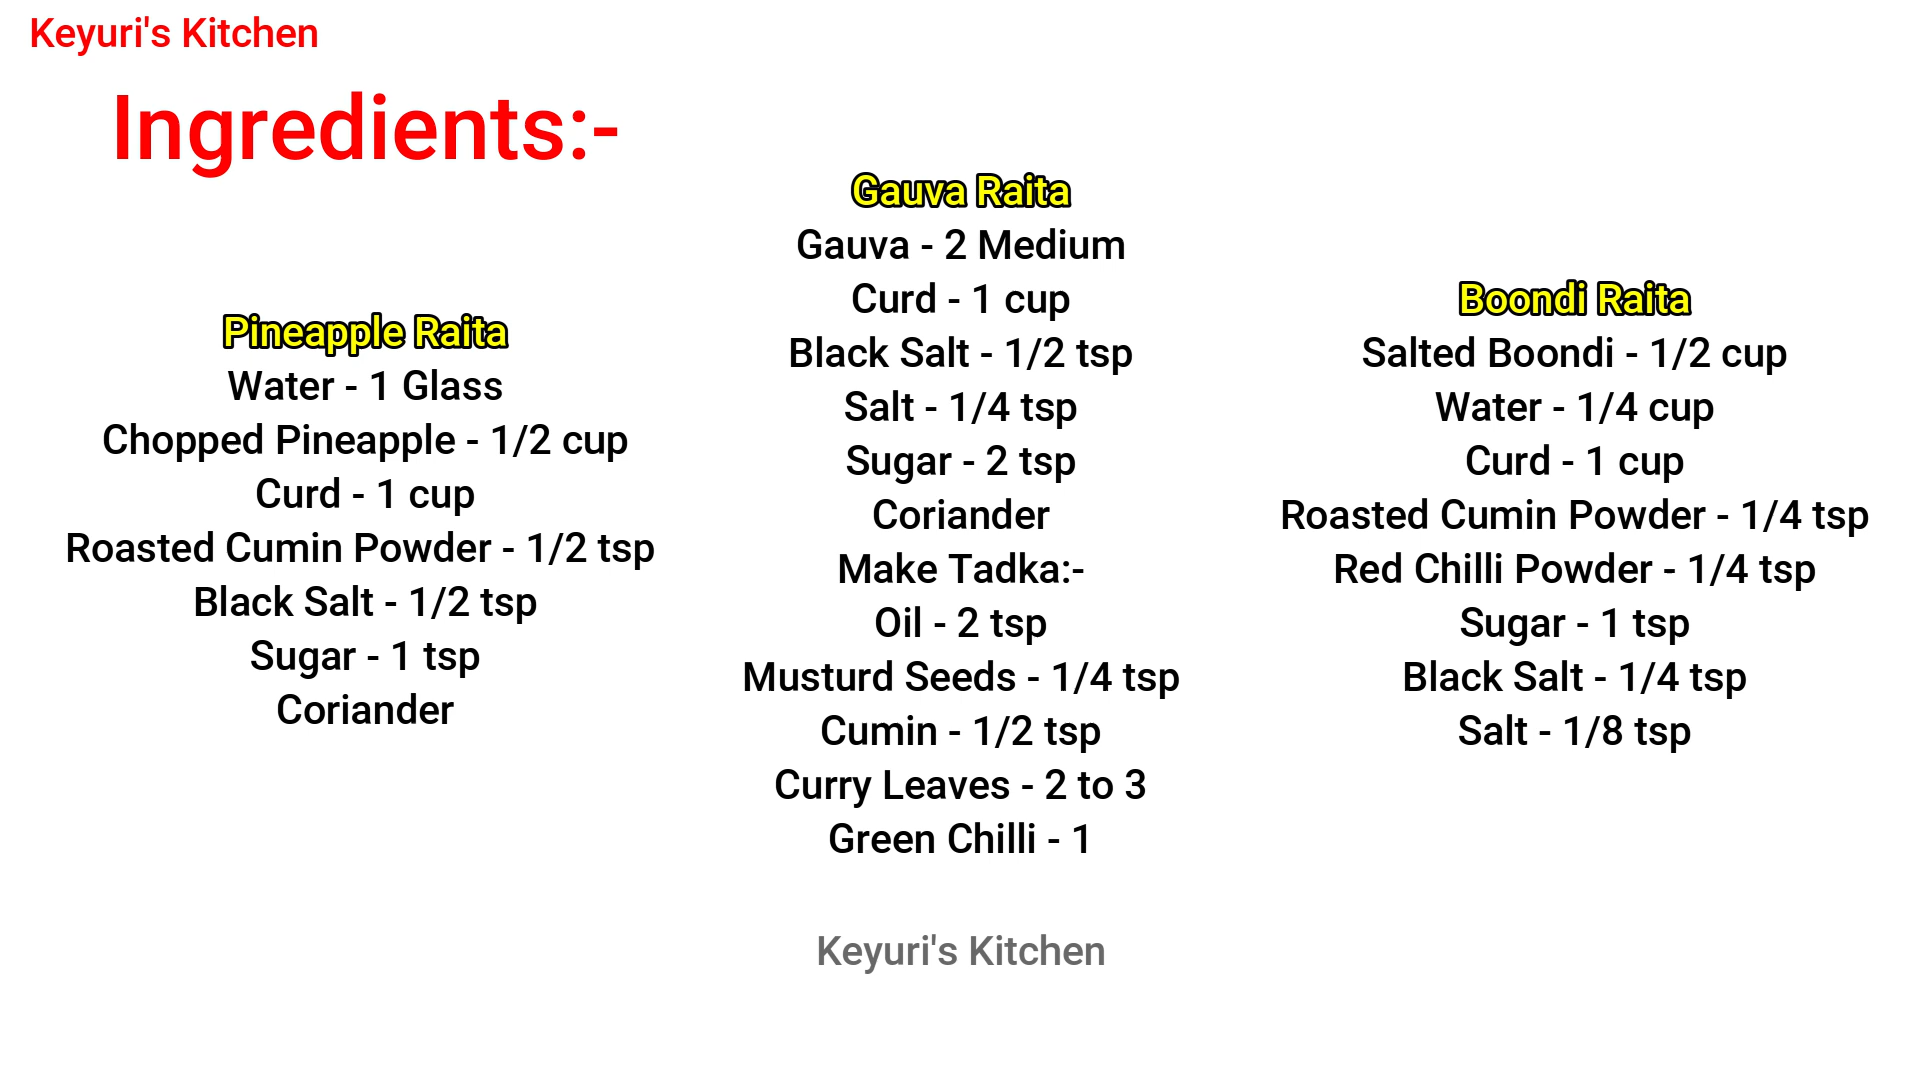 Keyuri's Kitchen
Ingredients:-
Pineapple Raita
Water - 1 Glass
Chopped Pineapple - 1/2 cup
Curd - 1 cup
Roasted Cumin Powder - 1/2 tsp
Black Salt - 1/2 tsp
Sugar - 1 tsp
Coriander
Gauva Raita
Gauva - 2 Medium
Curd - 1 cup
Black Salt - 1/2 tsp
Salt - 1/4 tsp
Sugar - 2 tsp
Coriander
Make Tadka:-
Oil - 2 tsp
Musturd Seeds - 1/4 tsp
Cumin - 1/2 tsp
Curry Leaves - 2 to 3
Green Chilli - 1
Boondi Raita
Salted Boondi - 1/2 cup
Water - 1/4 cup
Curd - 1 cup
Roasted Cumin Powder - 1/4 tsp
Red Chilli Powder - 1/4 tsp
Sugar - 1 tsp
Black Salt - 1/4 tsp
Salt - 1/8 tsp
Keyuri's Kitchen